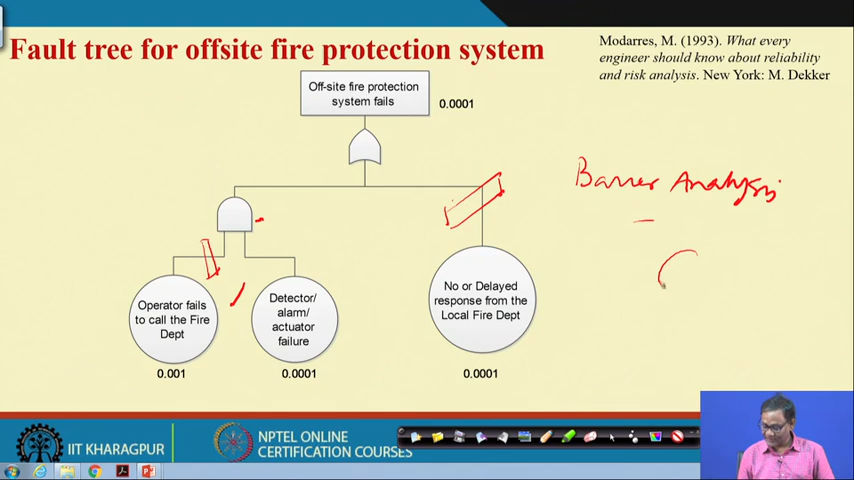 Fault tree for offsite fire protection system
Modarres, M. (1993). What every
engineer should know about reliability
and risk analysis. New York: M. Dekker
Off-site fire protection
system fails
0.0001
Barrier Analysis
Operator fails
to call the Fire
Dept
Detector/
alarm/
actuator
failure
No or Delayed
response from the
Local Fire Dept
0.001
0.0001
0.0001
IIT KHARAGPUR
NPTEL ONLINE
CERTIFICATION COURSES